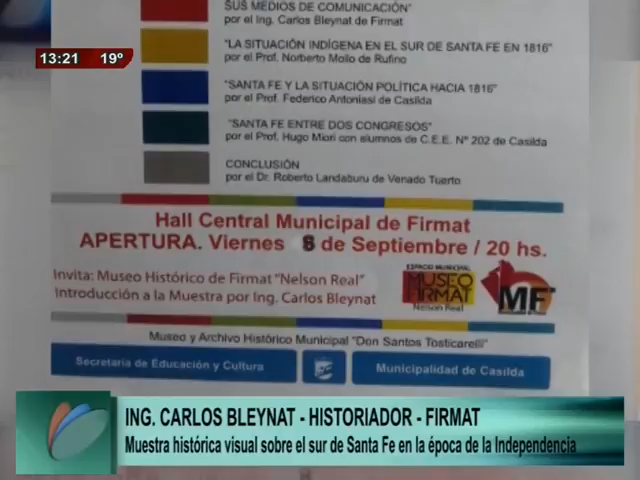 SUS MEDIOS DE COMUNICACIÓN"
por el Ing. Carlos Bleynat de Firmat
13:21 19º
"LA SITUACIÓN INDÍGENA EN EL SUR DE SANTA FE EN 1816"
por el Prof. Norberto Mollo de Rufino
"SANTA FE Y LA SITUACIÓN POLÍTICA HACIA 1816"
por el Prof. Federico Antoniasi de Casilda
"SANTA FE ENTRE DOS CONGRESOS"
por el Prof. Hugo Miori con alumnos de C.E.E. Nº 202 de Casilda
CONCLUSIÓN
por el Dr. Roberto Landaburu de Venado Tuerto
Hall Central Municipal de Firmat
APERTURA. Viernes 8 de Septiembre / 20 hs.
Invita: Museo Histórico de Firmat "Nelson Real"
Introducción a la Muestra por Ing. Carlos Bleynat
ESPACIO MUNICIPAL
MUSEO
FIRMAT
Nelson Real
MF
Museo y Archivo Histórico Municipal "Don Santos Tosticarelli"
Secretaría de Educación y Cultura
Municipalidad de Casilda
ING. CARLOS BLEYNAT - HISTORIADOR - FIRMAT
Muestra histórica visual sobre el sur de Santa Fe en la época de la Independencia